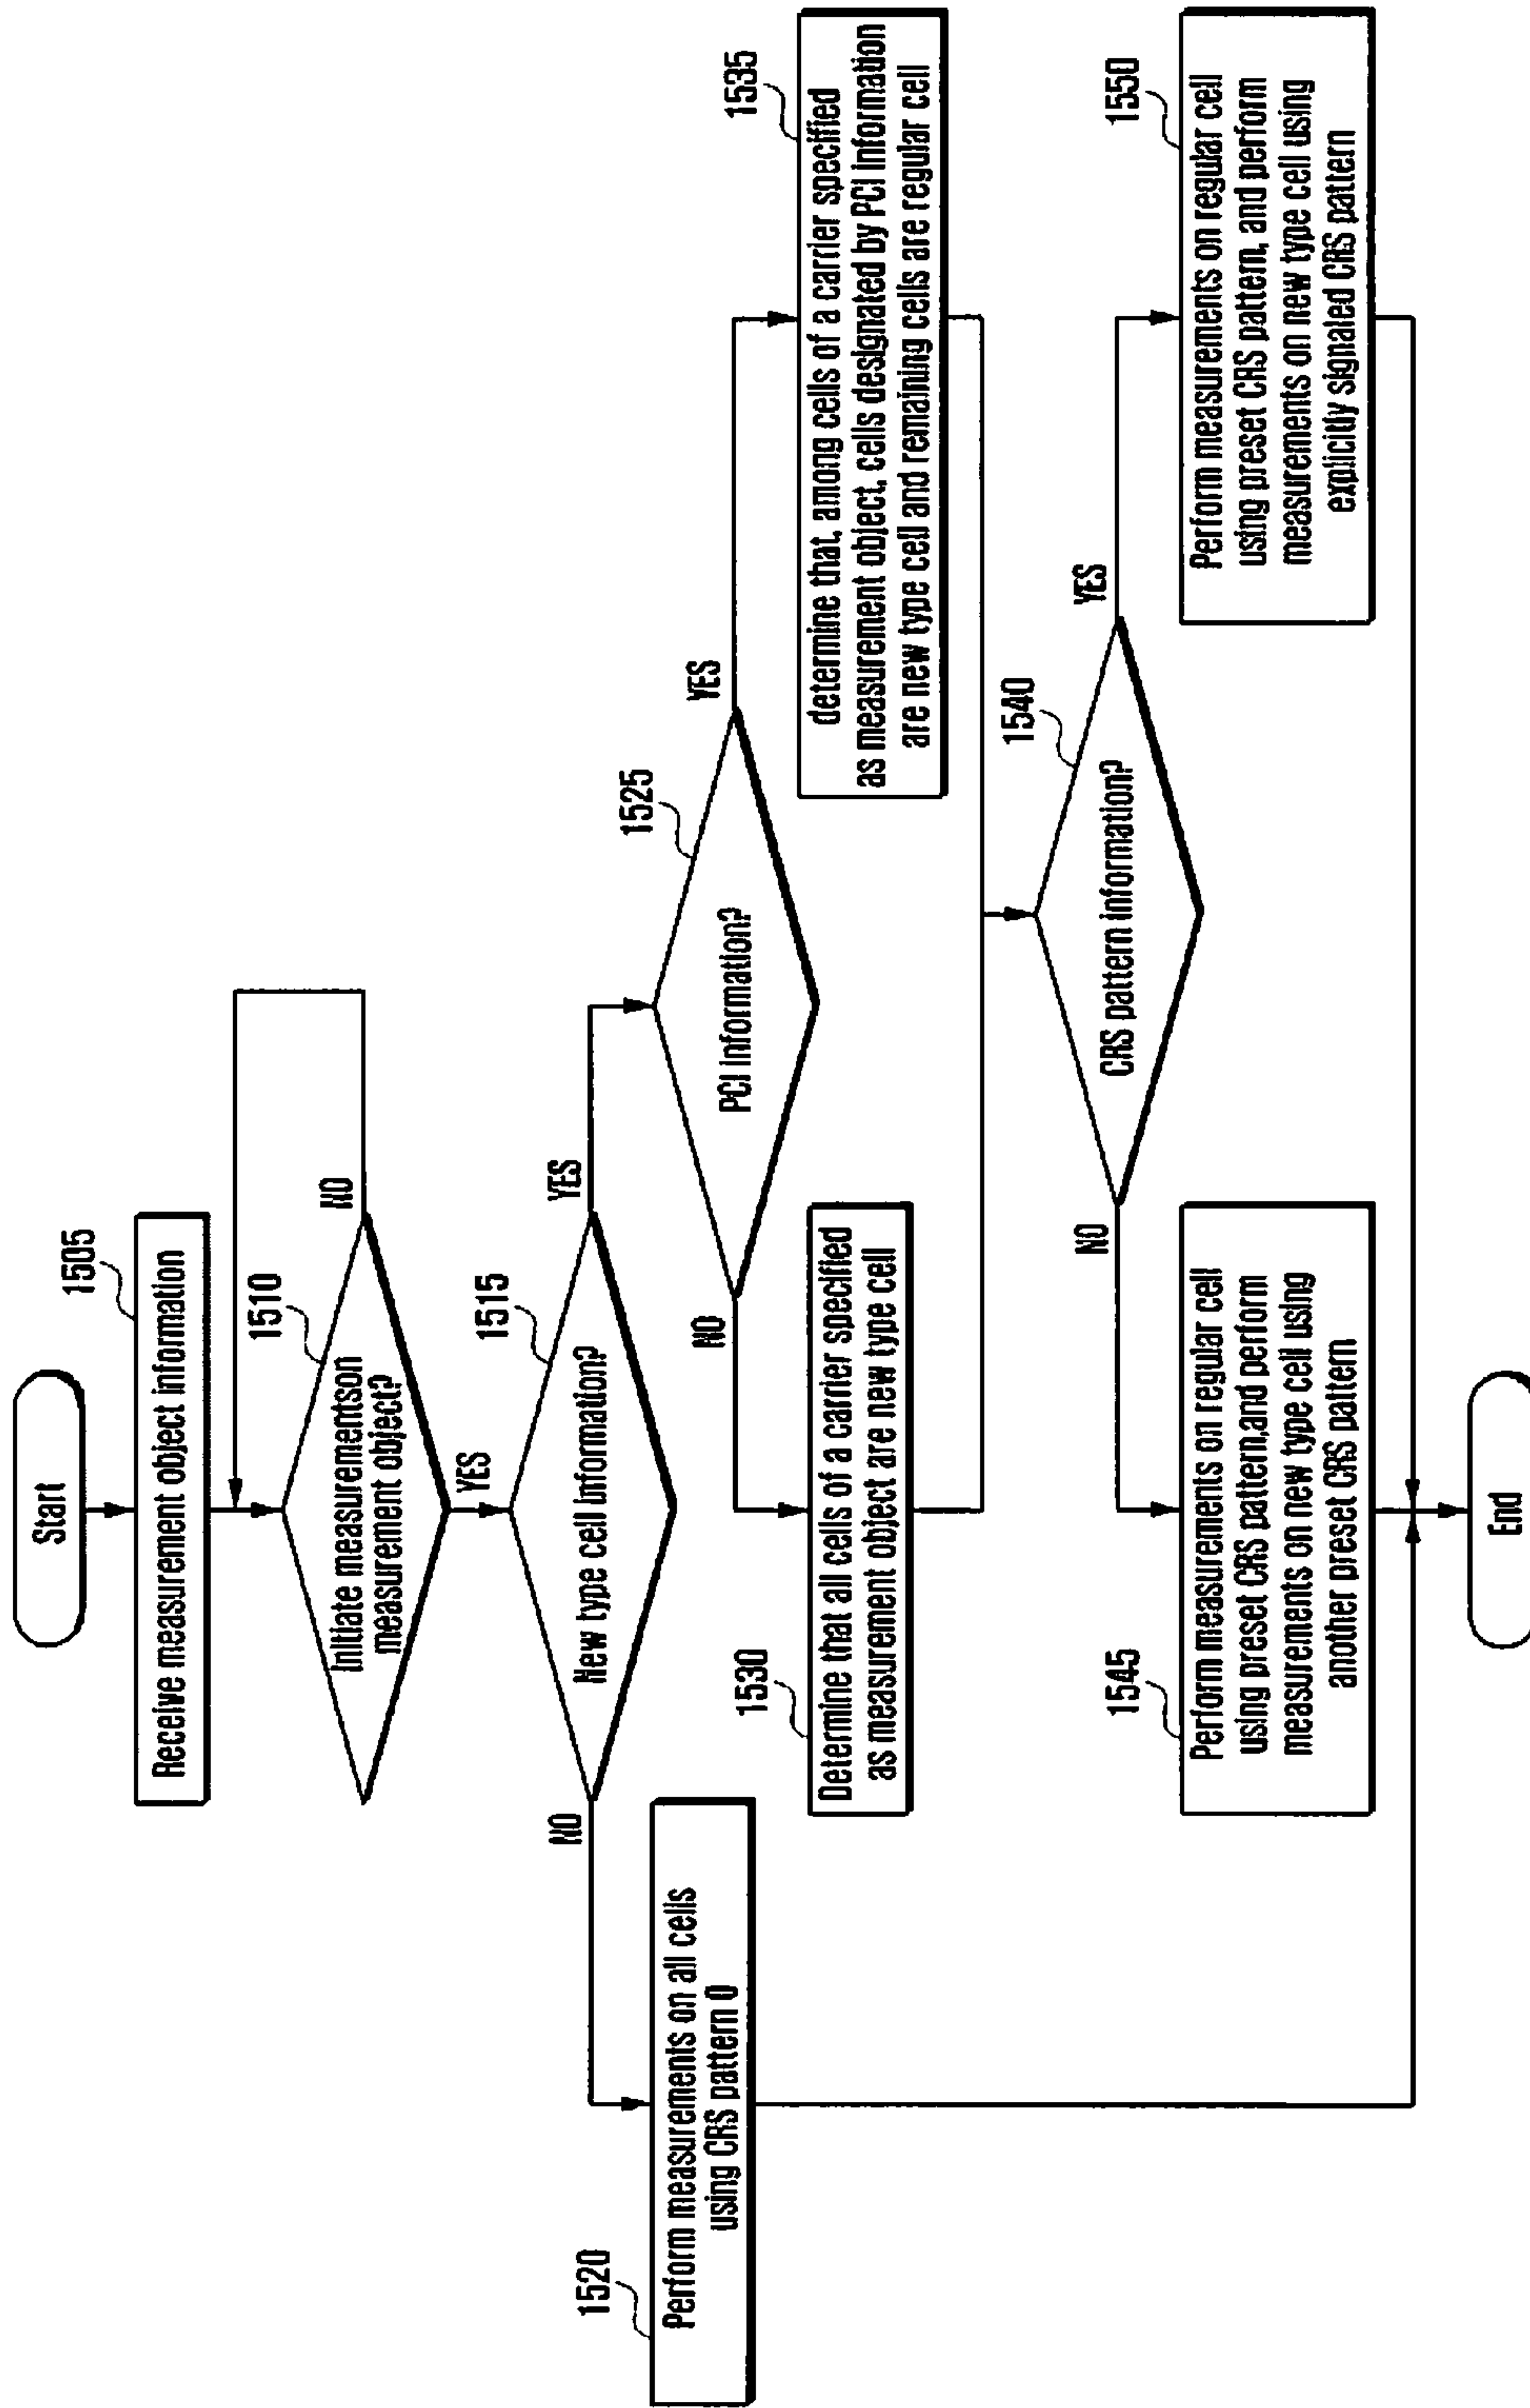 Start
1505
Receive measurement object information
1510
Initiate measurementson
measurement object?
NO
YES
1515
New type cell information?
NO
YES
1520
Perform measurements on all cells
using CRS pattern 0
1525
PCI information?
NO
YES
1530
Determine that all cells of a carrier specified
as measurement object are new type cell
1535
determine that, among cells of a carrier specified
as measurement object, cells designated by PCI information
are new type cell and remaining cells are regular cell
1540
CRS pattern information?
NO
YES
1545
Perform measurements on regular cell
using preset CRS pattern,and perform
measurements on new type cell using
another preset CRS pattern
1550
Perform measurements on regular cell
using preset CRS pattern, and perform
measurements on new type cell using
explicitly signaled CRS pattern
End